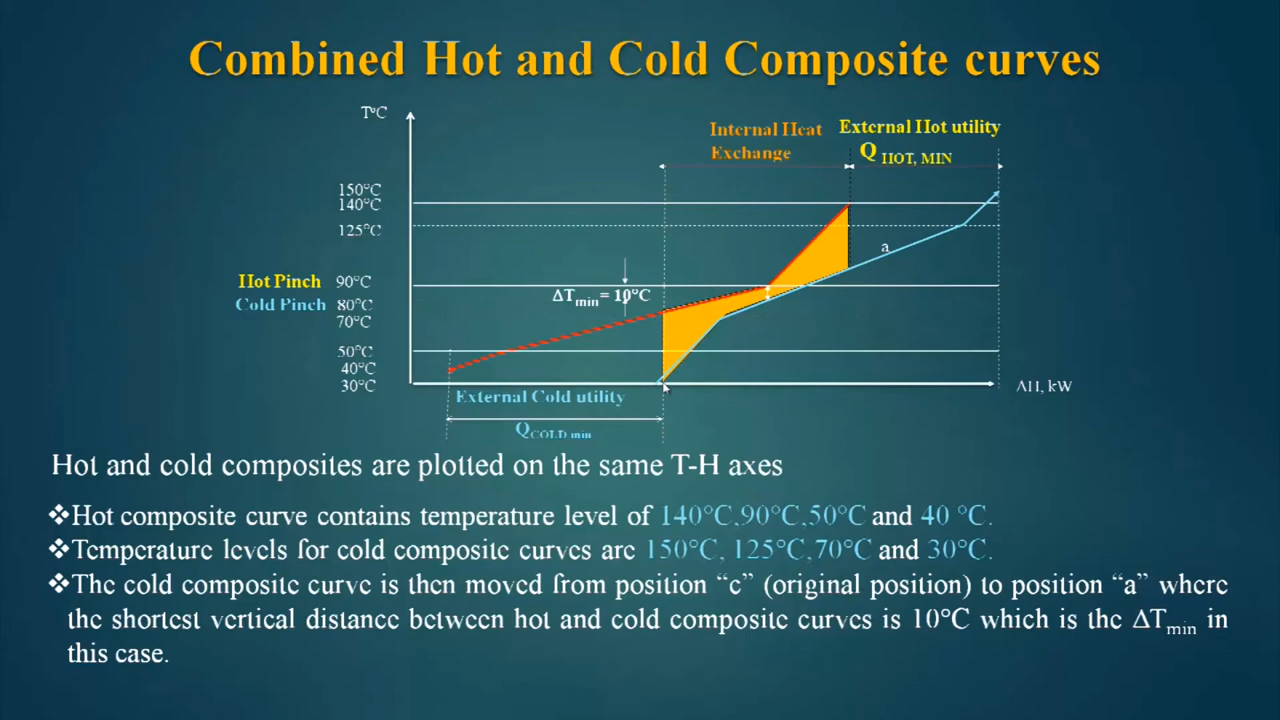 Combined Hot and Cold Composite curves
T°C
Internal Heat
Exchange
External Hot utility
Q HOT, MIN
150°C
140°C
125°C
a
Hot Pinch 90°C
Cold Pinch 80°C
ΔTmin= 10°C
70°C
50°C
40°C
30°C
ΔH, kW
External Cold utility
QCOLD min
Hot and cold composites are plotted on the same T-H axes
❖Hot composite curve contains temperature level of 140°C,90°C,50°C and 40 °C.
❖Temperature levels for cold composite curves are 150°C, 125°C,70°C and 30°C.
❖The cold composite curve is then moved from position “c” (original position) to position “a” where
the shortest vertical distance between hot and cold composite curves is 10°C which is the ΔTmin in
this case.